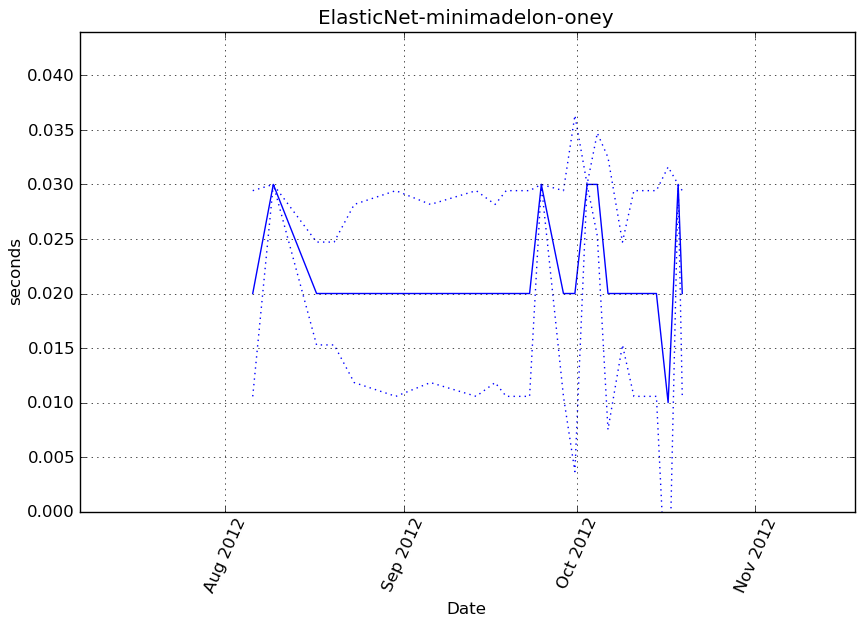 ElasticNet-minimadelon-oney
0.040
0.035
0.030
0.025
0.020
0.015
0.010
0.005
0.000
seconds
Aug 2012
Sep 2012
Oct 2012
Nov 2012
Date